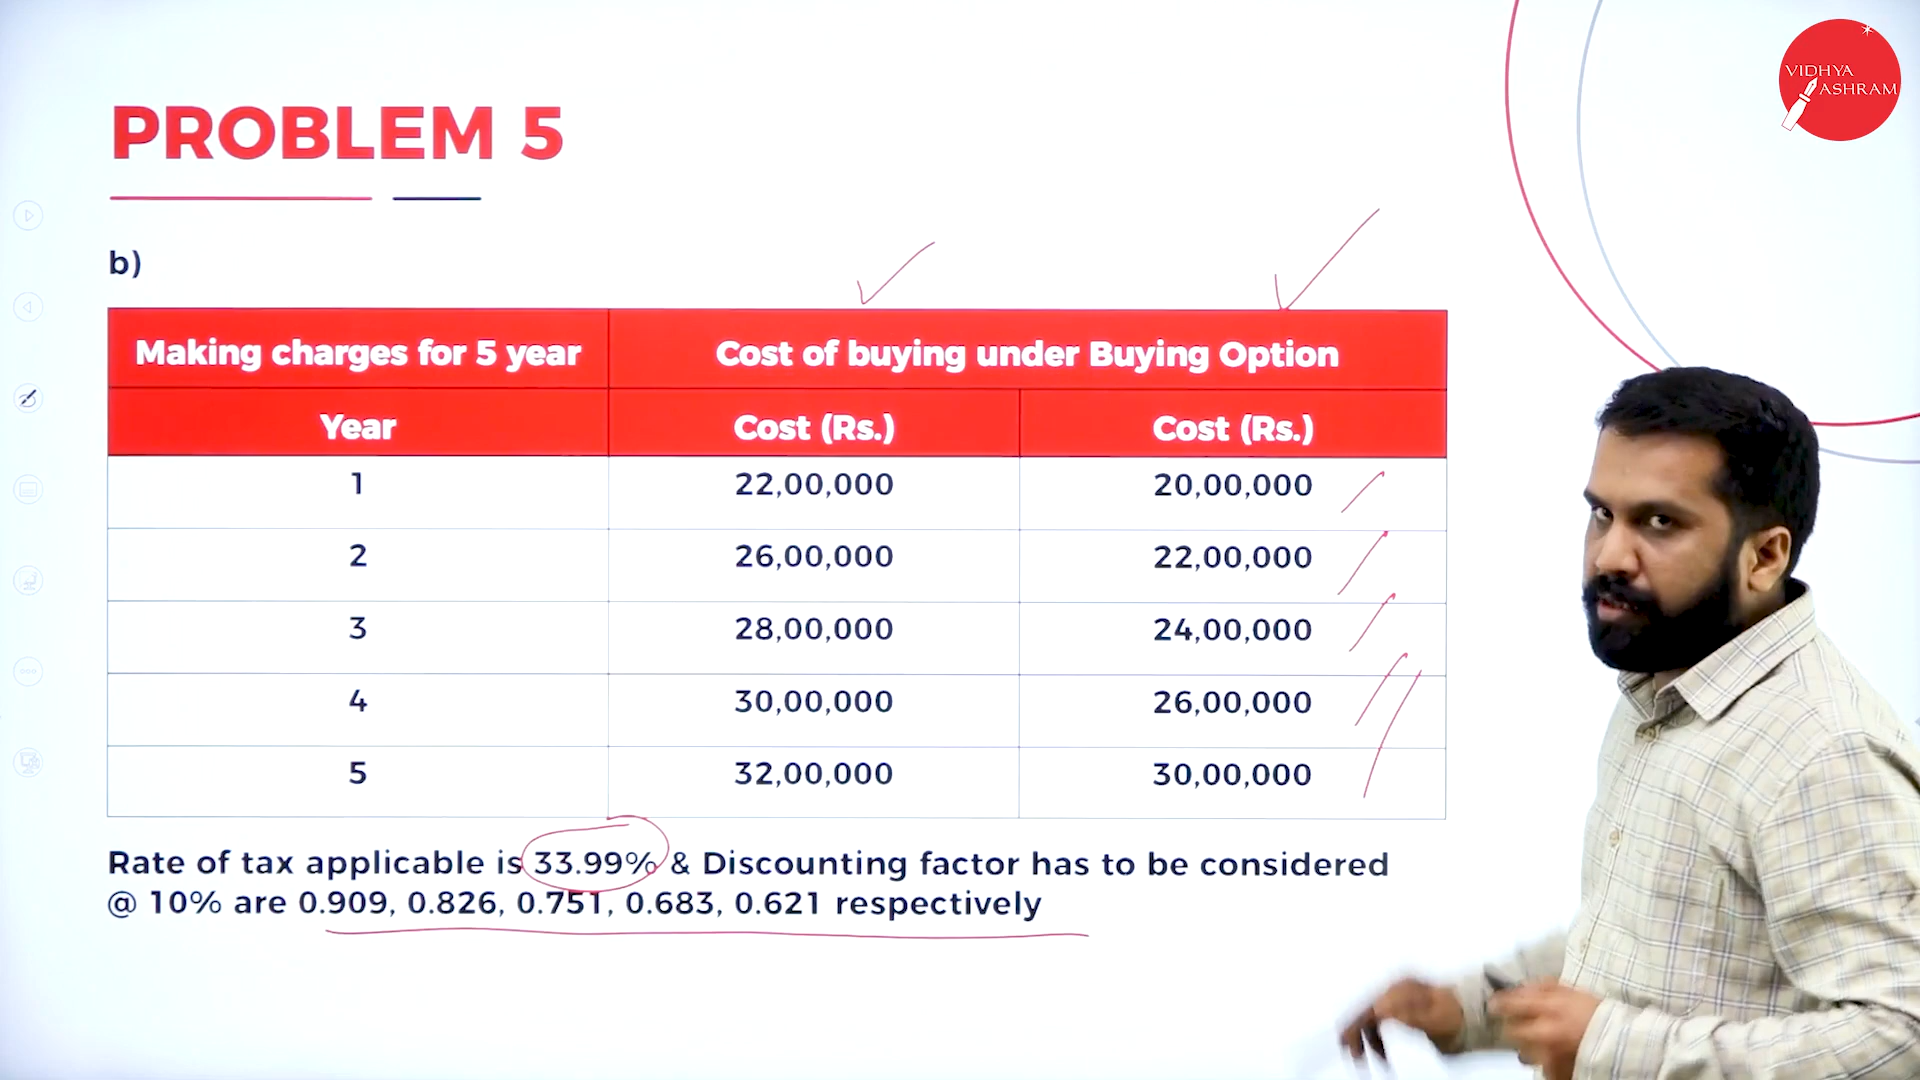 VIDHYA
ASHRAM
PROBLEM 5
b)
Making charges for 5 year Cost of buying under Buying Option
Year Cost (Rs.) Cost (Rs.)
1 22,00,000 20,00,000
2 26,00,000 22,00,000
3 28,00,000 24,00,000
4 30,00,000 26,00,000
5 32,00,000 30,00,000
Rate of tax applicable is 33.99% & Discounting factor has to be considered
@ 10% are 0.909, 0.826, 0.751, 0.683, 0.621 respectively